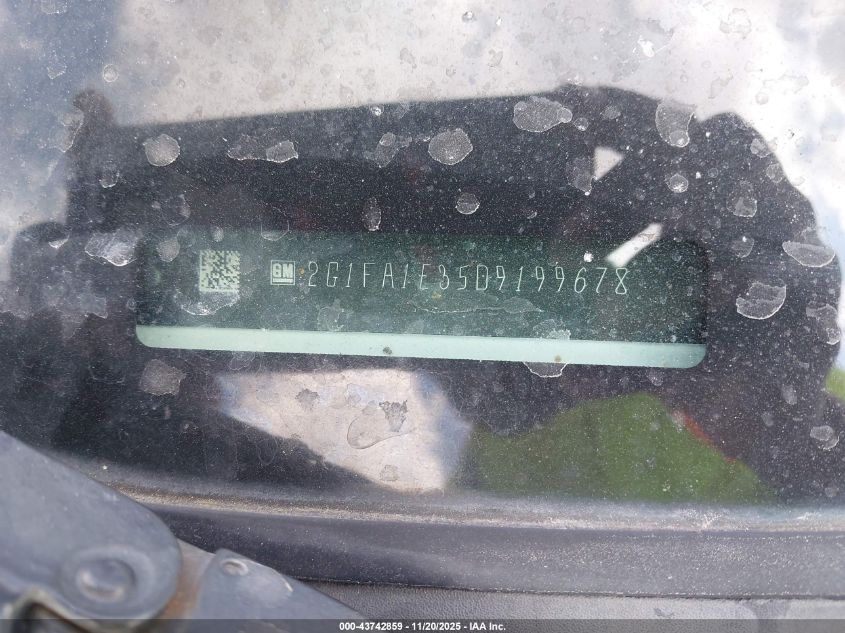 GM 2G1FA1E35D9199678
000-43742859 - 11/20/2025 - IAA Inc.